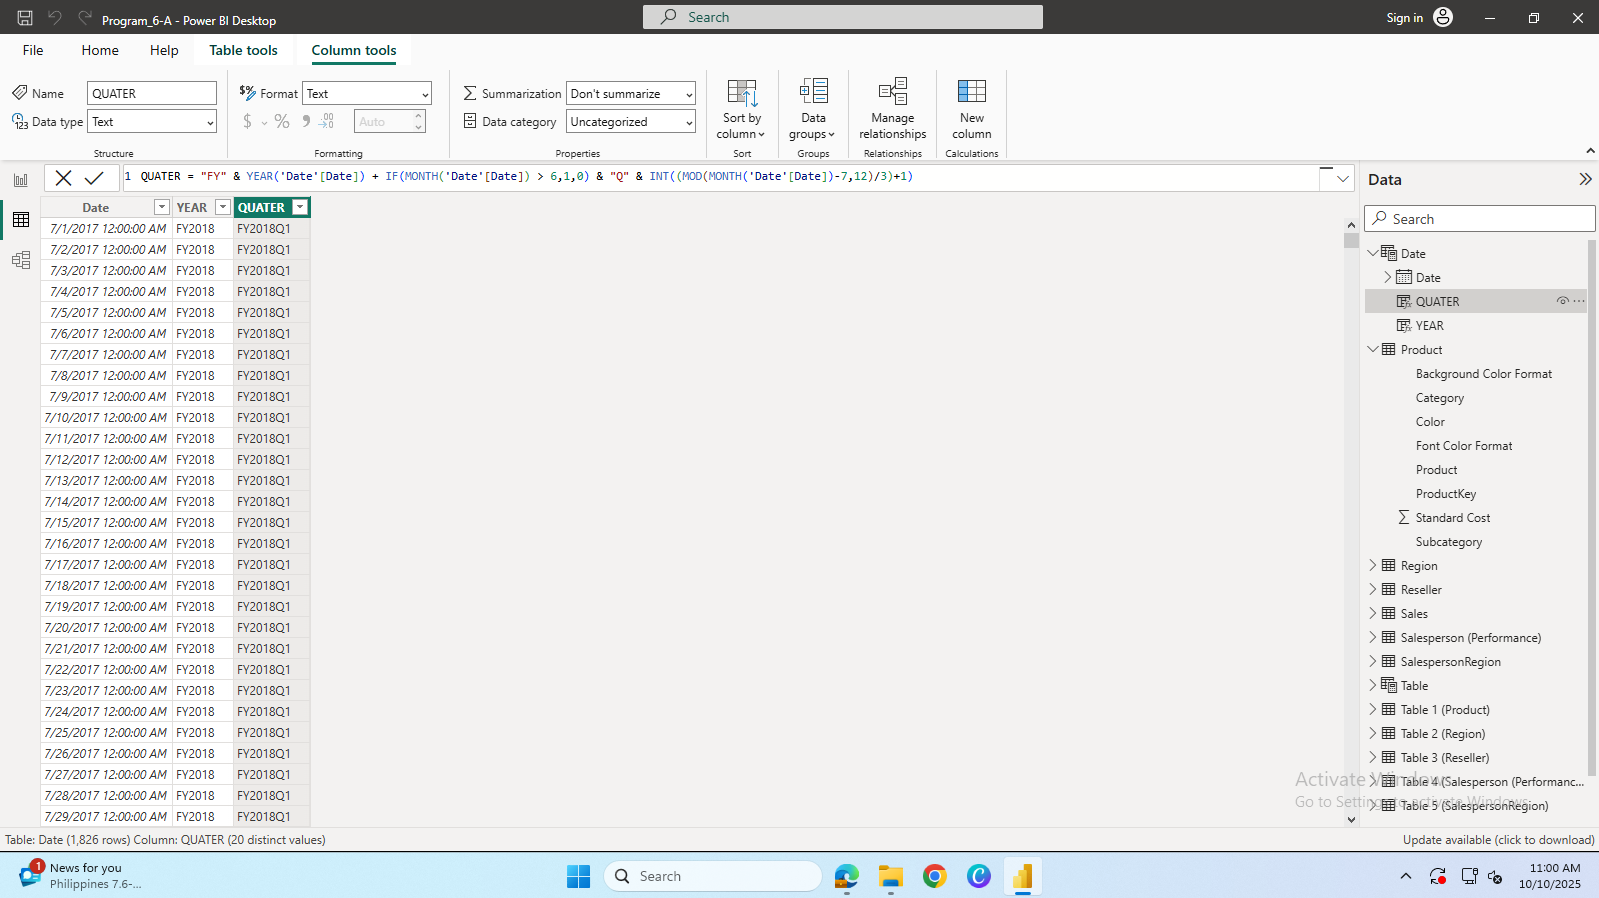 Program_6-A - Power BI Desktop
Search
Sign in
File
Home
Help
Table tools
Column tools
Name
QUATER
Data type
Text
Structure
Format
Text
$
%
Auto
Formatting
Summarization
Don't summarize
Data category
Uncategorized
Properties
Sort by
column
Sort
Data
groups
Groups
Manage
relationships
Relationships
New
column
Calculations
1 QUATER = "FY" & YEAR('Date'[Date]) + IF(MONTH('Date'[Date]) > 6,1,0) & "Q" & INT((MOD(MONTH('Date'[Date])-7,12)/3)+1)
Date YEAR QUATER
7/1/2017 12:00:00 AM FY2018 FY2018Q1
7/2/2017 12:00:00 AM FY2018 FY2018Q1
7/3/2017 12:00:00 AM FY2018 FY2018Q1
7/4/2017 12:00:00 AM FY2018 FY2018Q1
7/5/2017 12:00:00 AM FY2018 FY2018Q1
7/6/2017 12:00:00 AM FY2018 FY2018Q1
7/7/2017 12:00:00 AM FY2018 FY2018Q1
7/8/2017 12:00:00 AM FY2018 FY2018Q1
7/9/2017 12:00:00 AM FY2018 FY2018Q1
7/10/2017 12:00:00 AM FY2018 FY2018Q1
7/11/2017 12:00:00 AM FY2018 FY2018Q1
7/12/2017 12:00:00 AM FY2018 FY2018Q1
7/13/2017 12:00:00 AM FY2018 FY2018Q1
7/14/2017 12:00:00 AM FY2018 FY2018Q1
7/15/2017 12:00:00 AM FY2018 FY2018Q1
7/16/2017 12:00:00 AM FY2018 FY2018Q1
7/17/2017 12:00:00 AM FY2018 FY2018Q1
7/18/2017 12:00:00 AM FY2018 FY2018Q1
7/19/2017 12:00:00 AM FY2018 FY2018Q1
7/20/2017 12:00:00 AM FY2018 FY2018Q1
7/21/2017 12:00:00 AM FY2018 FY2018Q1
7/22/2017 12:00:00 AM FY2018 FY2018Q1
7/23/2017 12:00:00 AM FY2018 FY2018Q1
7/24/2017 12:00:00 AM FY2018 FY2018Q1
7/25/2017 12:00:00 AM FY2018 FY2018Q1
7/26/2017 12:00:00 AM FY2018 FY2018Q1
7/27/2017 12:00:00 AM FY2018 FY2018Q1
7/28/2017 12:00:00 AM FY2018 FY2018Q1
7/29/2017 12:00:00 AM FY2018 FY2018Q1
Data
Search
Date
Date
QUATER
YEAR
Product
Background Color Format
Category
Color
Font Color Format
Product
ProductKey
Standard Cost
Subcategory
Region
Reseller
Sales
Salesperson (Performance)
SalespersonRegion
Table
Table 1 (Product)
Table 2 (Region)
Table 3 (Reseller)
Table 4 (Salesperson (Performanc...
Table 5 (SalespersonRegion)
Activate Windows
Go to Settings to activate Windows.
Table: Date (1,826 rows) Column: QUATER (20 distinct values)
Update available (click to download)
1
News for you
Philippines 7.6-...
Search
11:00 AM
10/10/2025